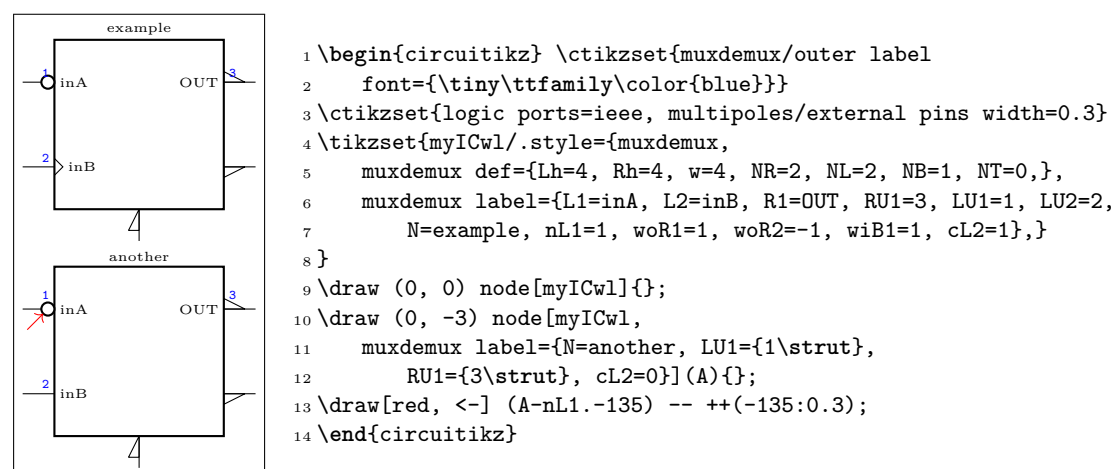 example
1
inA
OUT
3
2
inB
another
1
inA
OUT
3
2
inB
1 \begin{circuitikz} \ctikzset{muxdemux/outer label
2     font={\tiny\ttfamily\color{blue}}}
3 \ctikzset{logic ports=ieee, multipoles/external pins width=0.3}
4 \tikzset{myICwl/.style={muxdemux,
5     muxdemux def={Lh=4, Rh=4, w=4, NR=2, NL=2, NB=1, NT=0,},
6     muxdemux label={L1=inA, L2=inB, R1=OUT, RU1=3, LU1=1, LU2=2,
7         N=example, nL1=1, woR1=1, woR2=-1, wiB1=1, cL2=1},}
8 }
9 \draw (0, 0) node[myICwl]{};
10 \draw (0, -3) node[myICwl,
11     muxdemux label={N=another, LU1={1\strut},
12         RU1={3\strut}, cL2=0}](A){};
13 \draw[red, <-] (A-nL1.-135) -- ++(-135:0.3);
14 \end{circuitikz}